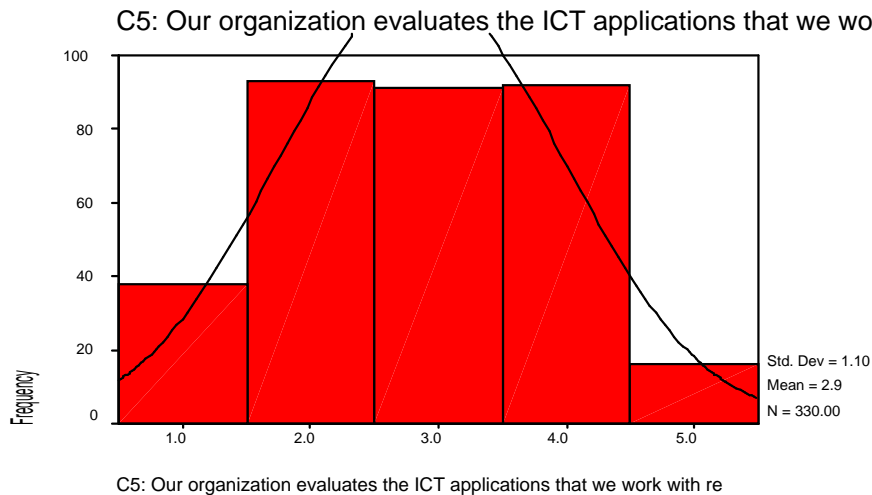 C5: Our organization evaluates the ICT applications that we wo
100
80
60
40
20
0
Frequency
Std. Dev = 1.10
Mean = 2.9
N = 330.00
1.0 2.0 3.0 4.0 5.0
C5: Our organization evaluates the ICT applications that we work with re